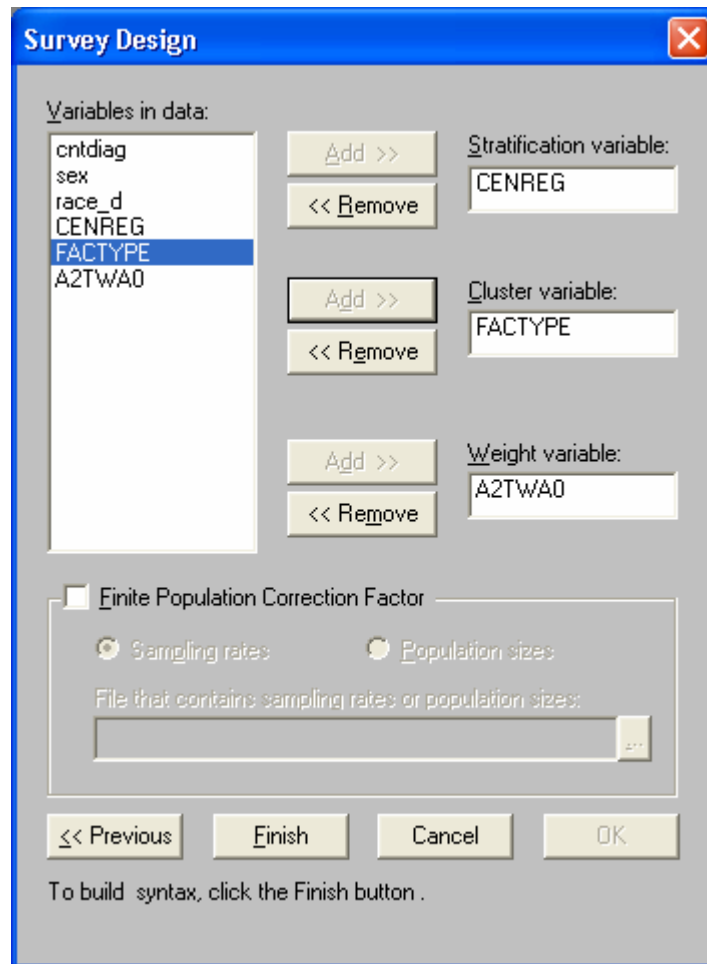 Survey Design
Variables in data:
cntdiag
sex
race_d
CENREG
FACTYPE
A2TWA0
Add >>
<< Remove
Stratification variable:
CENREG
Add >>
<< Remove
Cluster variable:
FACTYPE
Add >>
<< Remove
Weight variable:
A2TWA0
Finite Population Correction Factor
Sampling rates
Population sizes
File that contains sampling rates or population sizes:
...
<< Previous
Finish
Cancel
OK
To build syntax, click the Finish button .